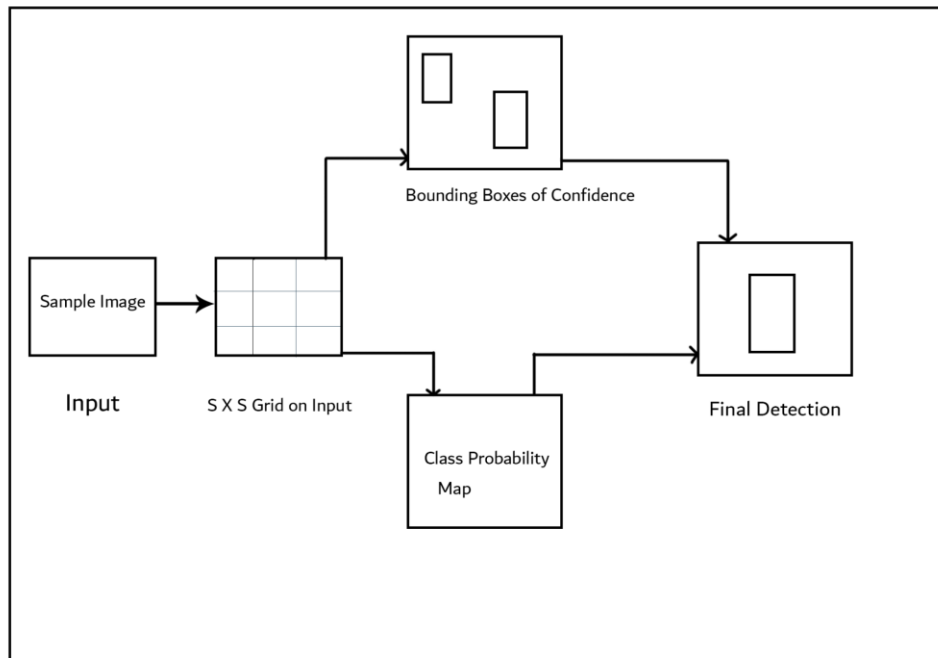 Bounding Boxes of Confidence
Sample Image
Input
S X S Grid on Input
Class Probability
Map
Final Detection